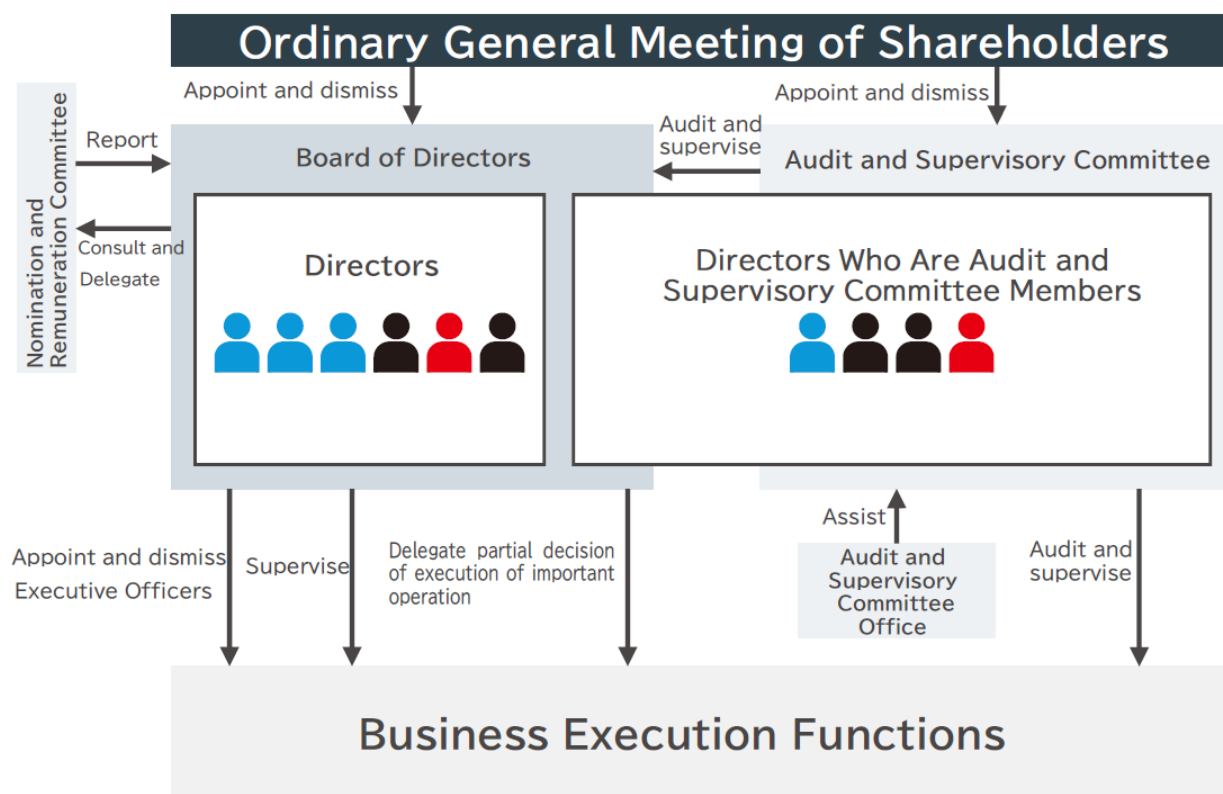 Ordinary General Meeting of Shareholders
Appoint and dismiss
Appoint and dismiss
Nomination and
Remuneration Committee
Report
Consult and
Delegate
Board of Directors
Audit and
supervise
Audit and Supervisory Committee
Directors
Directors Who Are Audit and
Supervisory Committee Members
Appoint and dismiss
Executive Officers
Supervise
Delegate partial decision
of execution of important
operation
Assist
Audit and
Supervisory
Committee
Office
Audit and
supervise
Business Execution Functions